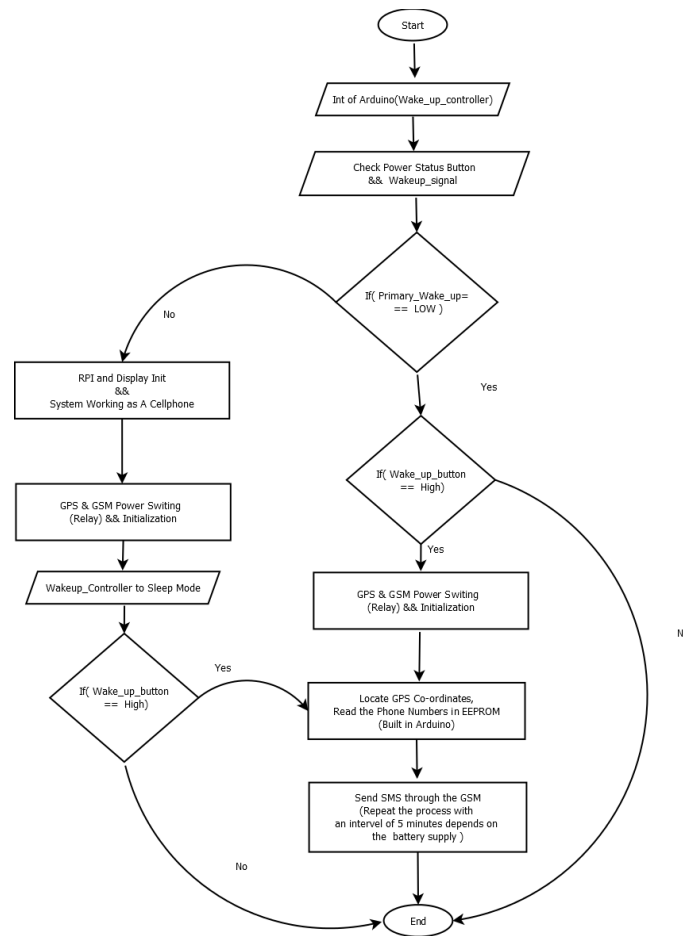 Start
Int of Arduino(Wake_up_controller)
Check Power Status Button
&& Wakeup_signal
If( Primary_Wake_up=
== LOW )
No
Yes
RPI and Display Init
&&
System Working as A Cellphone
If( Wake_up_button
== High)
GPS & GSM Power Switing
(Relay) && Initialization
Yes
Wakeup_Controller to Sleep Mode
GPS & GSM Power Switing
(Relay) && Initialization
N
If( Wake_up_button
== High)
Yes
Locate GPS Co-ordinates,
Read the Phone Numbers in EEPROM
(Built in Arduino)
Send SMS through the GSM
(Repeat the process with
an intervel of 5 minutes depends on
the battery supply )
No
End